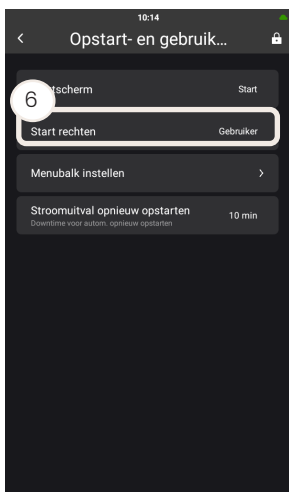 10:14
Opstart- en gebruik...
6
tscherm Start
Start rechten Gebruiker
Menubalk instellen
Stroomuitval opnieuw opstarten 10 min
Downtime voor autom. opnieuw opstarten